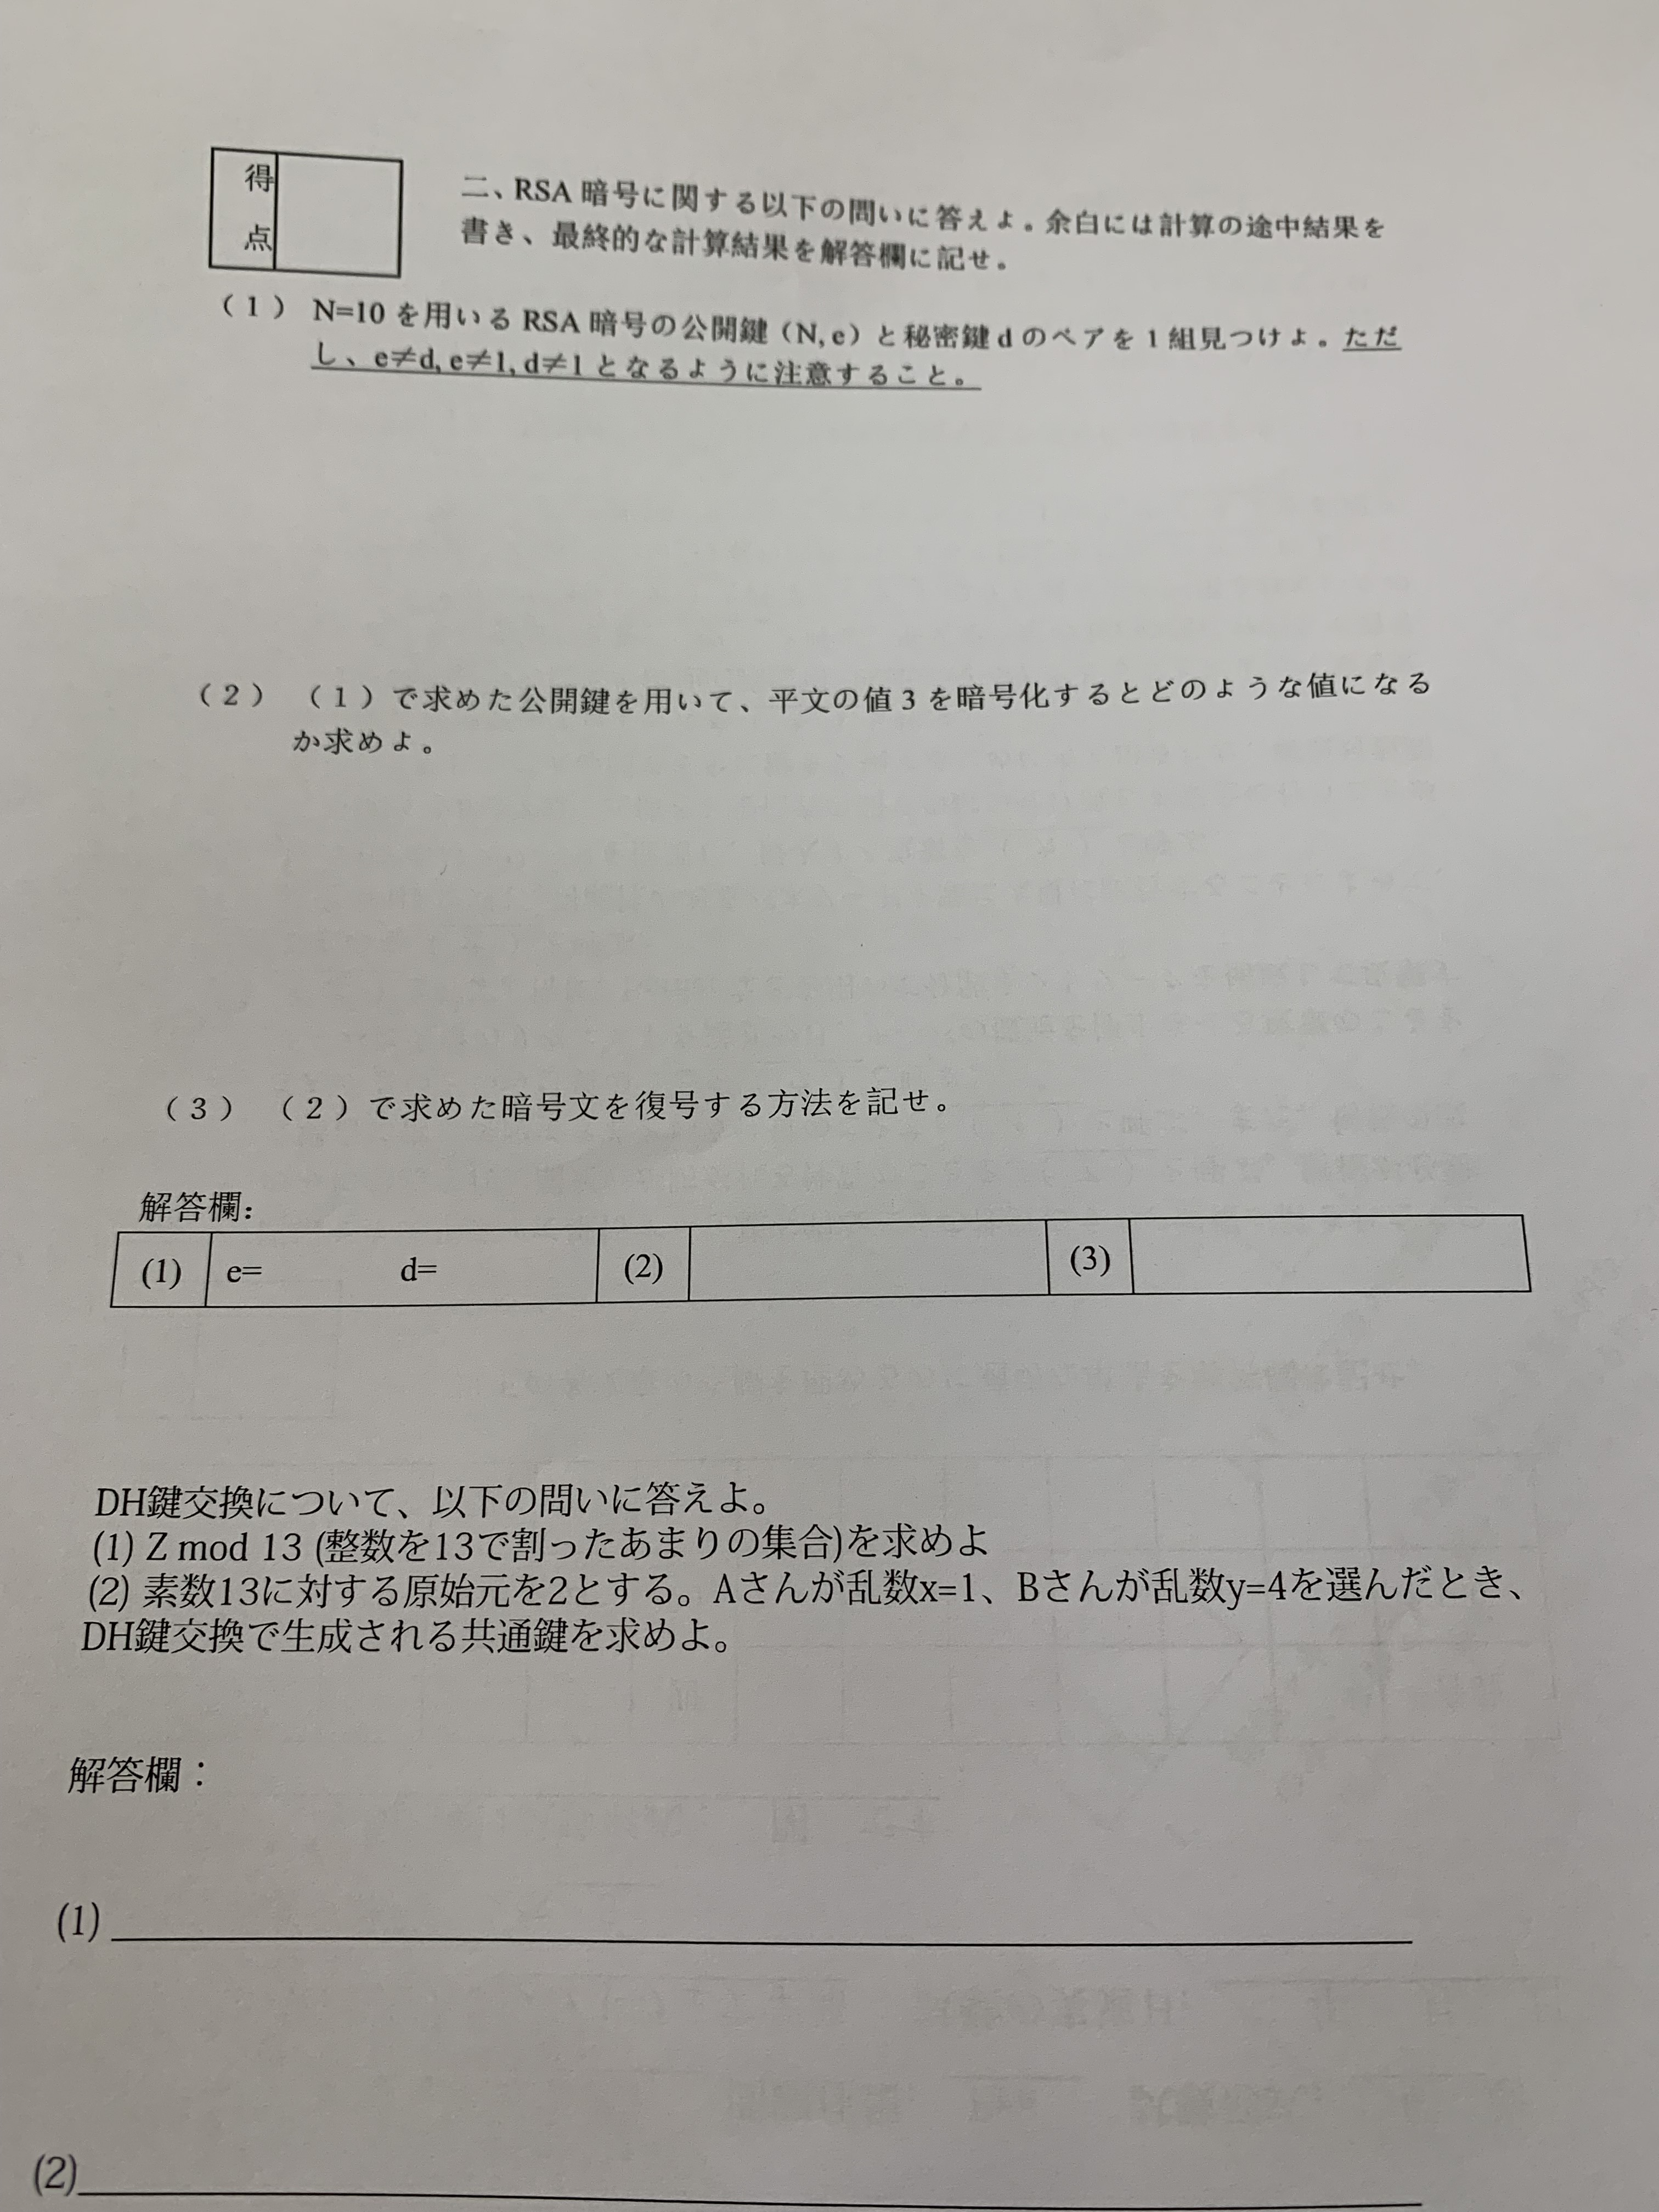 得
点
二、RSA 暗号に関する以下の問いに答えよ。余白には計算の途中結果を
書き、最終的な計算結果を解答欄に記せ。
(1) N=10 を用いる RSA 暗号の公開鍵(N, e)と秘密鍵 d のペアを 1 組見つけよ。ただ
し、e≠d, e≠1, d≠1 となるように注意すること。
(2) (1)で求めた公開鍵を用いて、平文の値 3 を暗号化するとどのような値になる
か求めよ。
(3) (2)で求めた暗号文を復号する方法を記せ。
解答欄:
(1) e= d= (2) (3)
DH鍵交換について、以下の問いに答えよ。
(1) Z mod 13 (整数を13で割ったあまりの集合)を求めよ
(2) 素数13に対する原始元を2とする。Aさんが乱数x=1、Bさんが乱数y=4を選んだとき、
DH鍵交換で生成される共通鍵を求めよ。
解答欄：
(1)
(2)